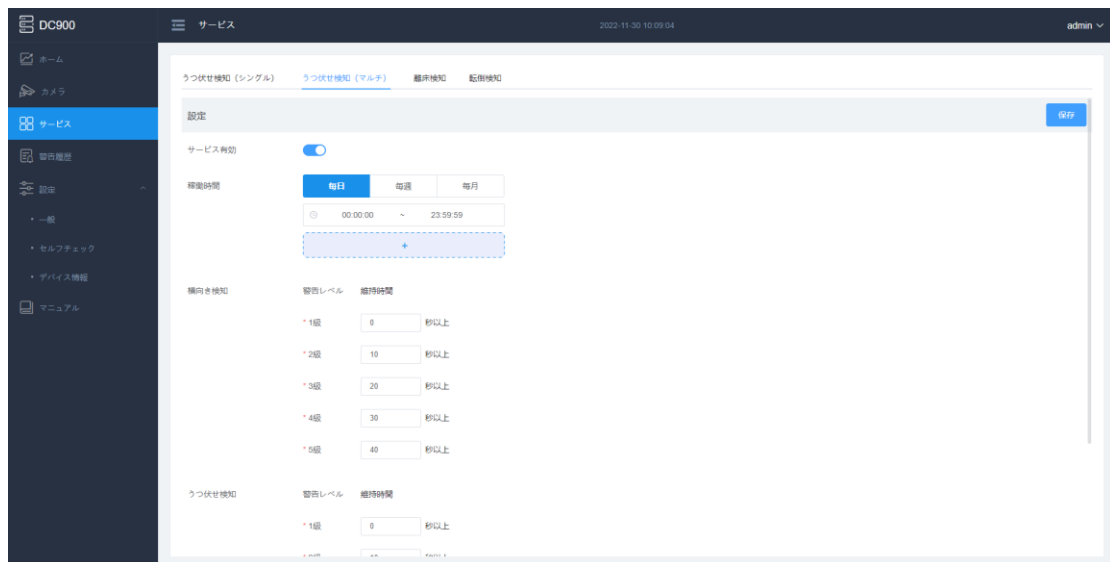 DC900
サービス
2022-11-30 10:09:04
admin
ホーム
カメラ
サービス
警告履歴
設定
・一般
・セルフチェック
・デバイス情報
マニュアル
うつ伏せ検知（シングル） うつ伏せ検知（マルチ） 離床検知 転倒検知
設定
保存
サービス有効
稼働時間 毎日 毎週 毎月
00:00:00 ~ 23:59:59
+
横向き検知 警告レベル 維持時間
* 1級 0 秒以上
* 2級 10 秒以上
* 3級 20 秒以上
* 4級 30 秒以上
* 5級 40 秒以上
うつ伏せ検知 警告レベル 維持時間
* 1級 0 秒以上